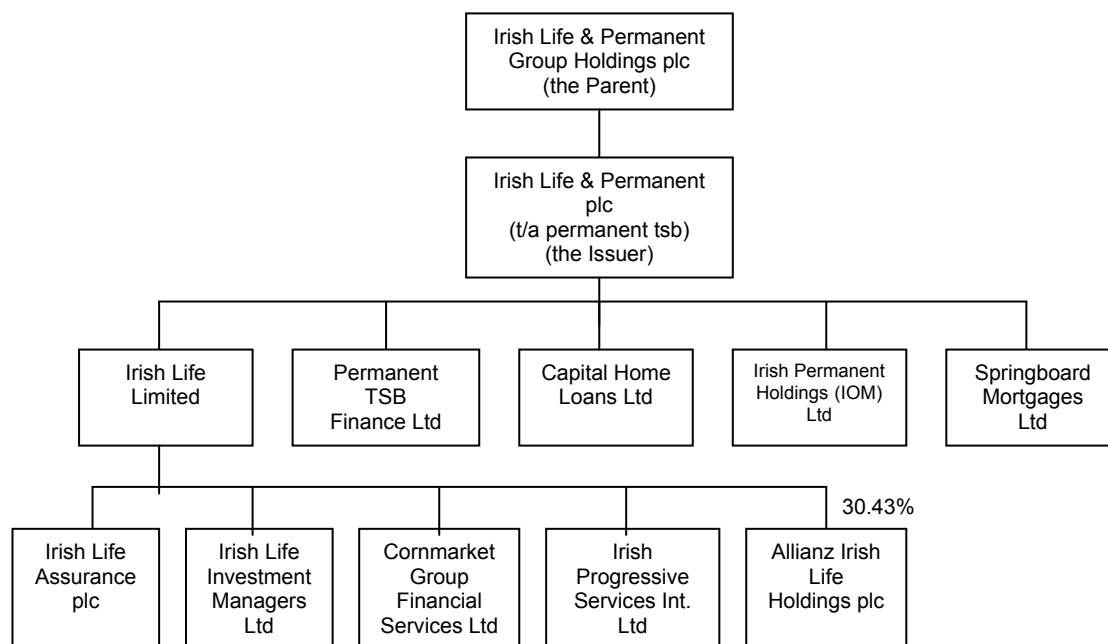 Irish Life & Permanent
Group Holdings plc
(the Parent)
Irish Life & Permanent
plc
(t/a permanent tsb)
(the Issuer)
Irish Life
Limited
Permanent
TSB
Finance Ltd
Capital Home
Loans Ltd
Irish Permanent
Holdings (IOM)
Ltd
Springboard
Mortgages
Ltd
30.43%
Irish Life
Assurance
plc
Irish Life
Investment
Managers
Ltd
Cornmarket
Group
Financial
Services Ltd
Irish
Progressive
Services Int.
Ltd
Allianz Irish
Life
Holdings plc